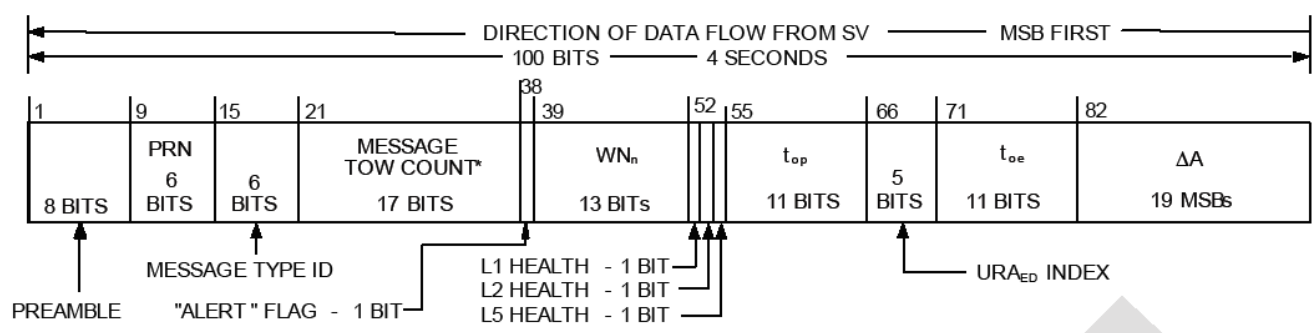 DIRECTION OF DATA FLOW FROM SV MSB FIRST
100 BITS 4 SECONDS
1 9 15 21 38 39 52 55 66 71 82
PRN MESSAGE WNₙ tₒₚ tₒₑ ΔA
TOW COUNT*
6 6 5
8 BITS BITS BITS 17 BITS 13 BITs 11 BITS BITS 11 BITS 19 MSBs
MESSAGE TYPE ID L1 HEALTH - 1 BIT URA_ED INDEX
L2 HEALTH - 1 BIT
PREAMBLE "ALERT" FLAG - 1 BIT L5 HEALTH - 1 BIT